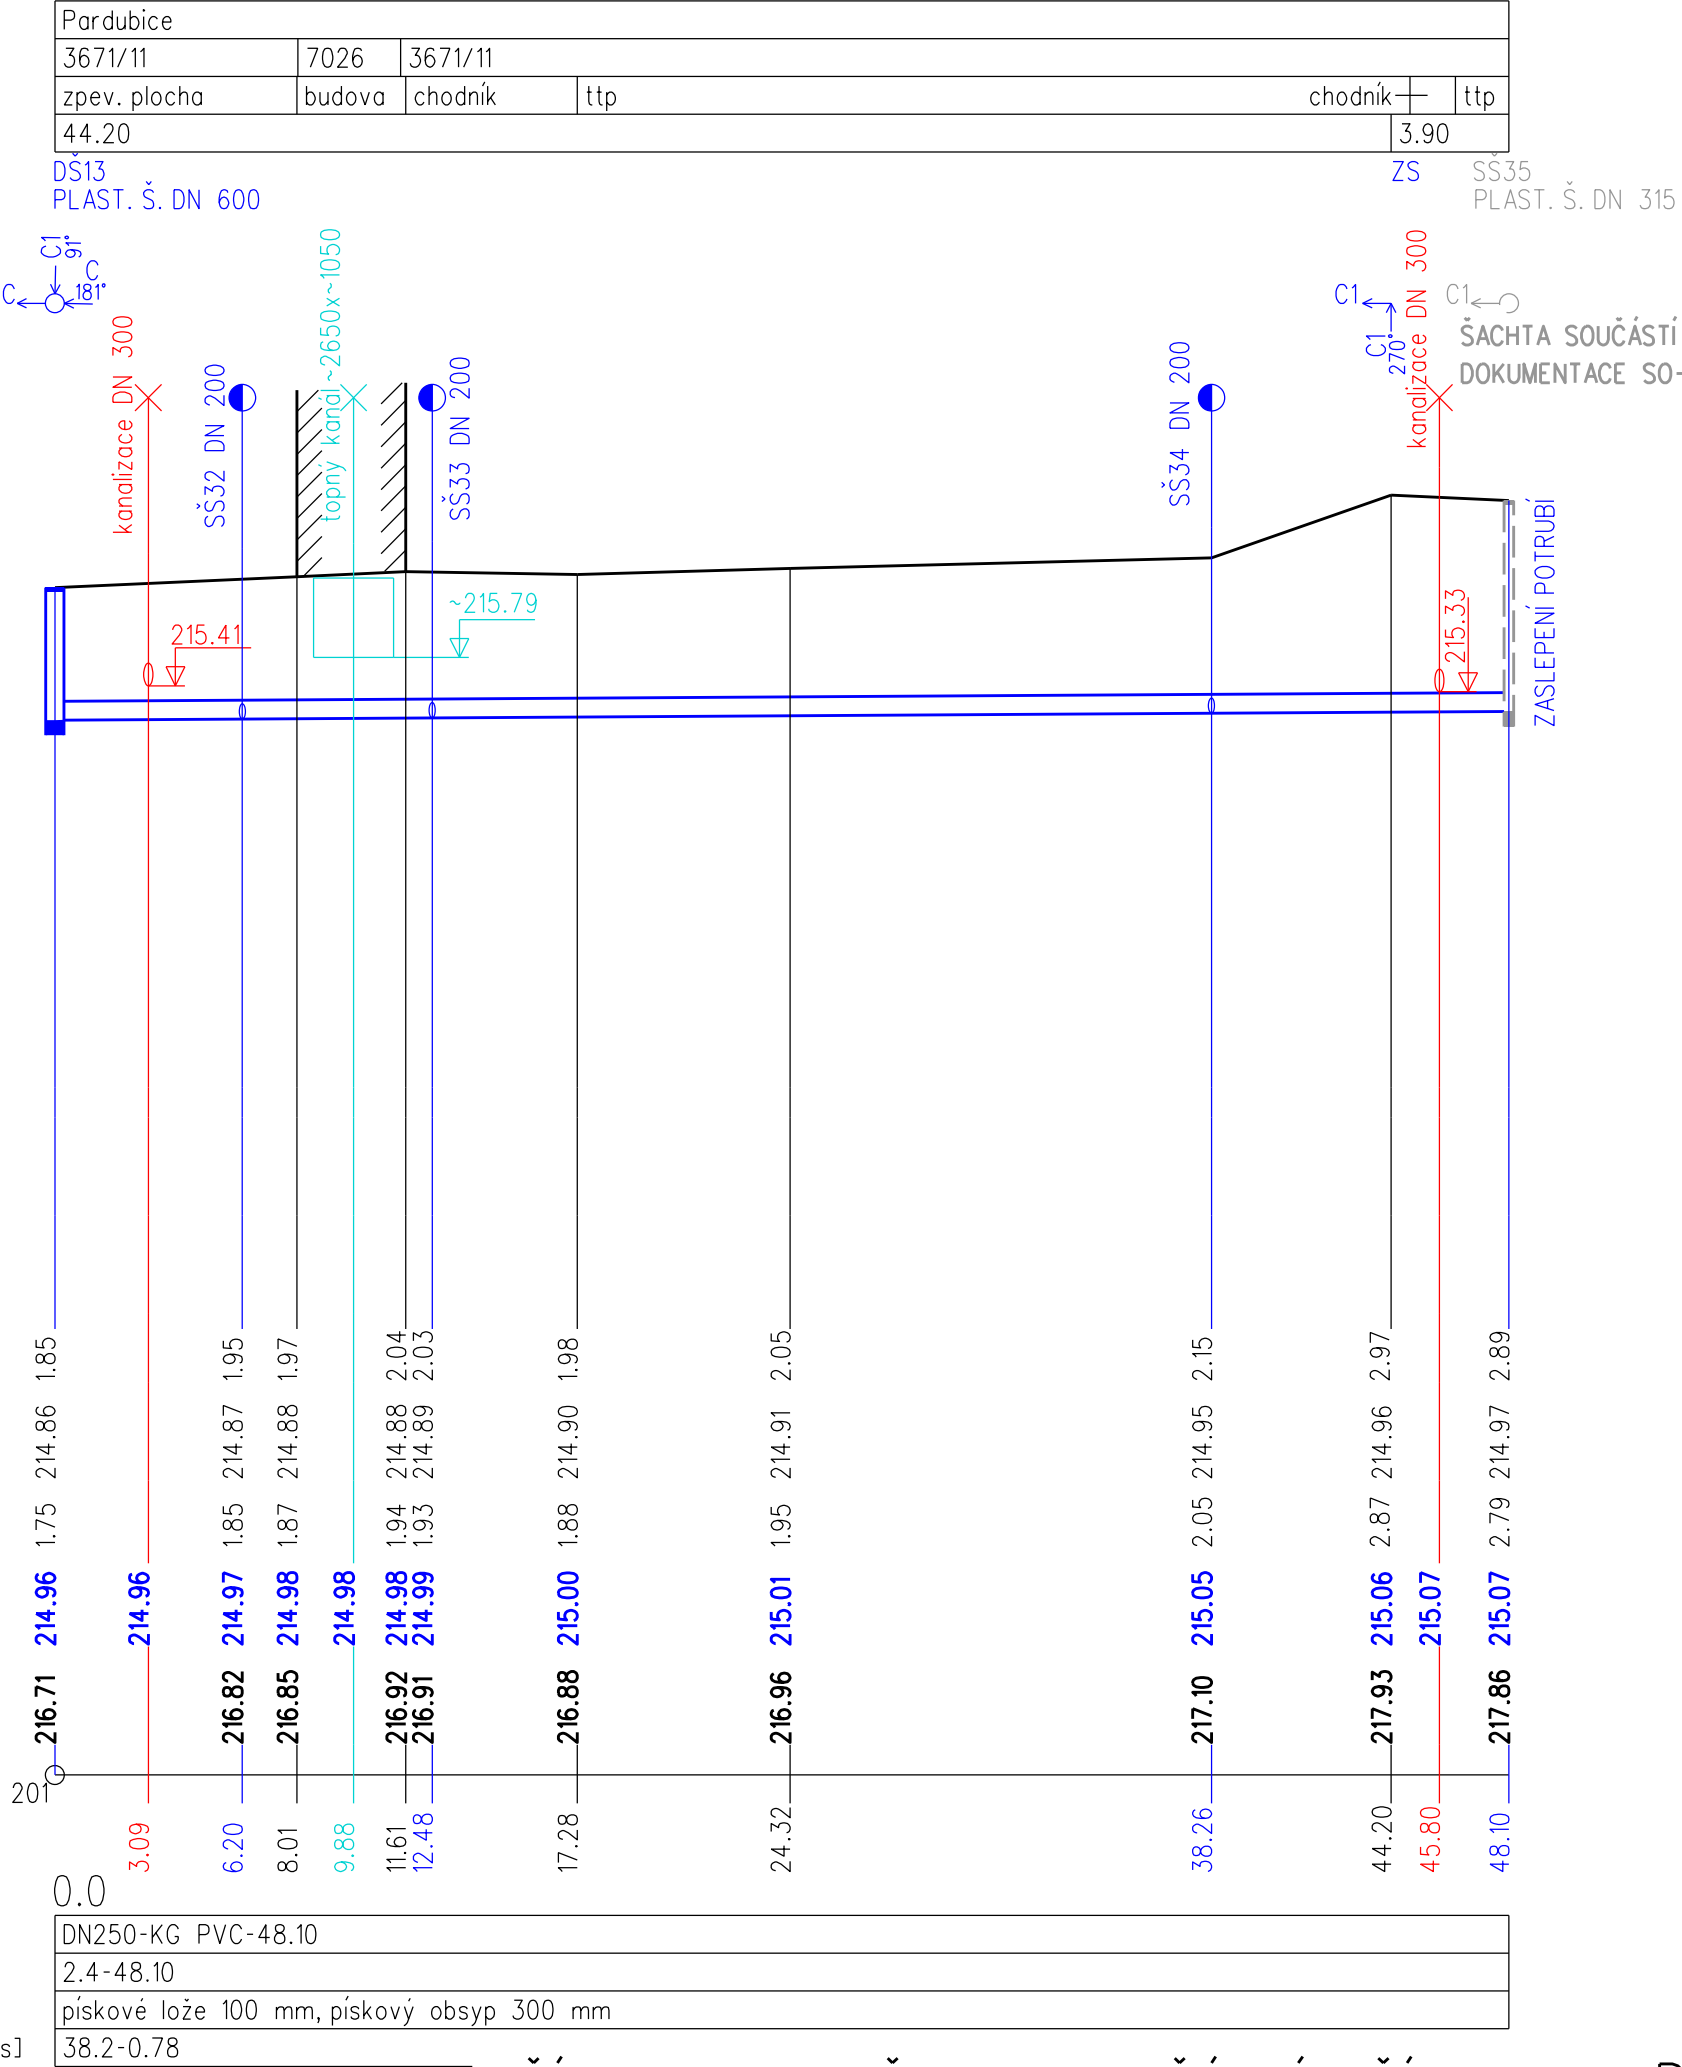 Pardubice
3671/11 7026 3671/11
zpev. plocha budova chodník ttp chodník ttp
44.20 3.90
DŠ13
PLAST. Š. DN 600
ZS
SŠ35
PLAST. Š. DN 315
C1
91°
C
C
181°
kanalizace DN 300
SŠ32 DN 200
topný kanál ~2650x~1050
SŠ33 DN 200
SŠ34 DN 200
C1
C1
270°
kanalizace DN 300
C1
ŠACHTA SOUČÁSTÍ
DOKUMENTACE SO-
215.41
~215.79
215.33
ZASLEPENÍ POTRUBÍ
1.85 1.95 1.97 2.04 2.03 1.98 2.05 2.15 2.97 2.89
214.86 214.87 214.88 214.88 214.89 214.90 214.91 214.95 214.96 214.97
1.75 1.85 1.87 1.94 1.93 1.88 1.95 2.05 2.87 2.79
214.96 214.96 214.97 214.98 214.98 214.98 214.99 215.00 215.01 215.05 215.06 215.07 215.07
216.71 216.82 216.85 216.92 216.91 216.88 216.96 217.10 217.93 217.86
201
3.09 6.20 8.01 9.88 11.61 12.48 17.28 24.32 38.26 44.20 45.80 48.10
0.0
DN250-KG PVC-48.10
2.4-48.10
pískové lože 100 mm, pískový obsyp 300 mm
s] 38.2-0.78